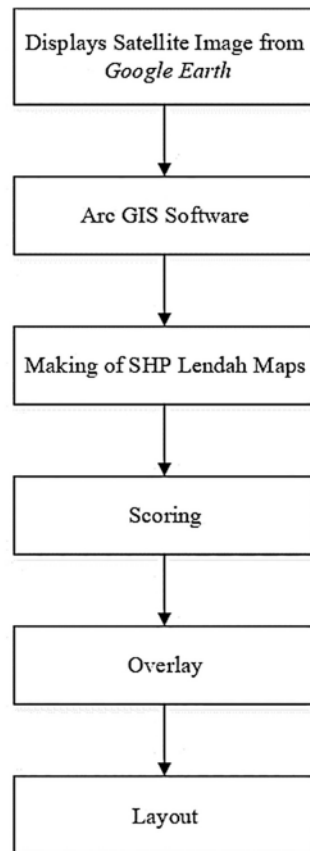 Displays Satellite Image from
Google Earth
Arc GIS Software
Making of SHP Lendah Maps
Scoring
Overlay
Layout